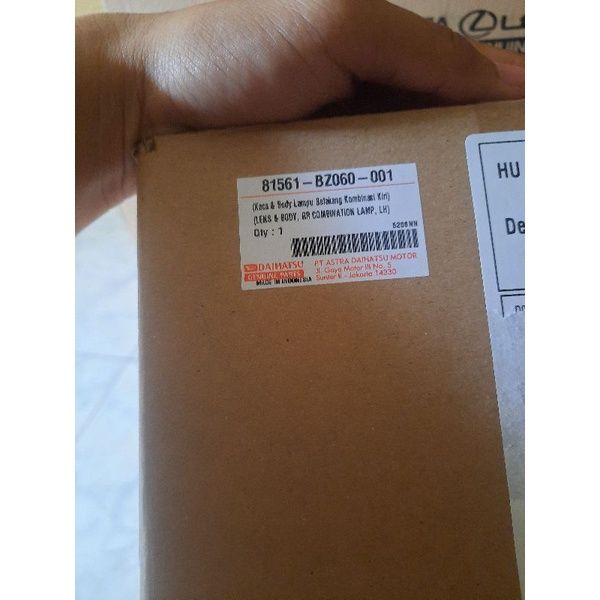 81561-BZ060-001
(Kaca & Body Lampu Belakang Kombinasi Kiri)
(LENS & BODY, RR COMBINATION LAMP, LH)
Qty : 1
5206NN
DAIHATSU
GENUINE PARTS
MADE IN INDONESIA
PT ASTRA DAIHATSU MOTOR
Jl. Gaya Motor III No. 5
Sunter II - Jakarta 14330
HU
De